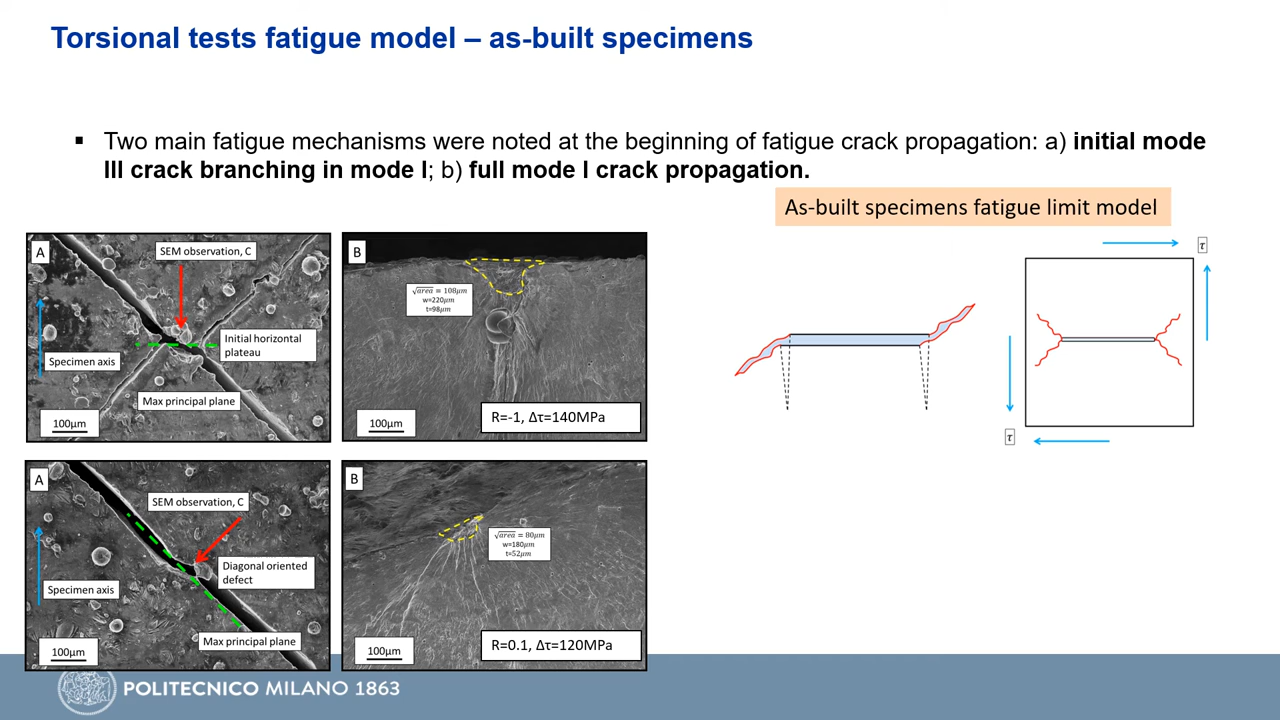 Torsional tests fatigue model – as-built specimens
▪ Two main fatigue mechanisms were noted at the beginning of fatigue crack propagation: a) initial mode
III crack branching in mode I; b) full mode I crack propagation.
As-built specimens fatigue limit model
A
SEM observation, C
Initial horizontal
plateau
Specimen axis
Max principal plane
100μm
B
√area = 108μm
w=220μm
t=98μm
R=-1, Δτ=140MPa
100μm
τ
τ
A
SEM observation, C
Diagonal oriented
defect
Specimen axis
Max principal plane
100μm
B
√area = 80μm
w=180μm
t=52μm
R=0.1, Δτ=120MPa
100μm
POLITECNICO MILANO 1863